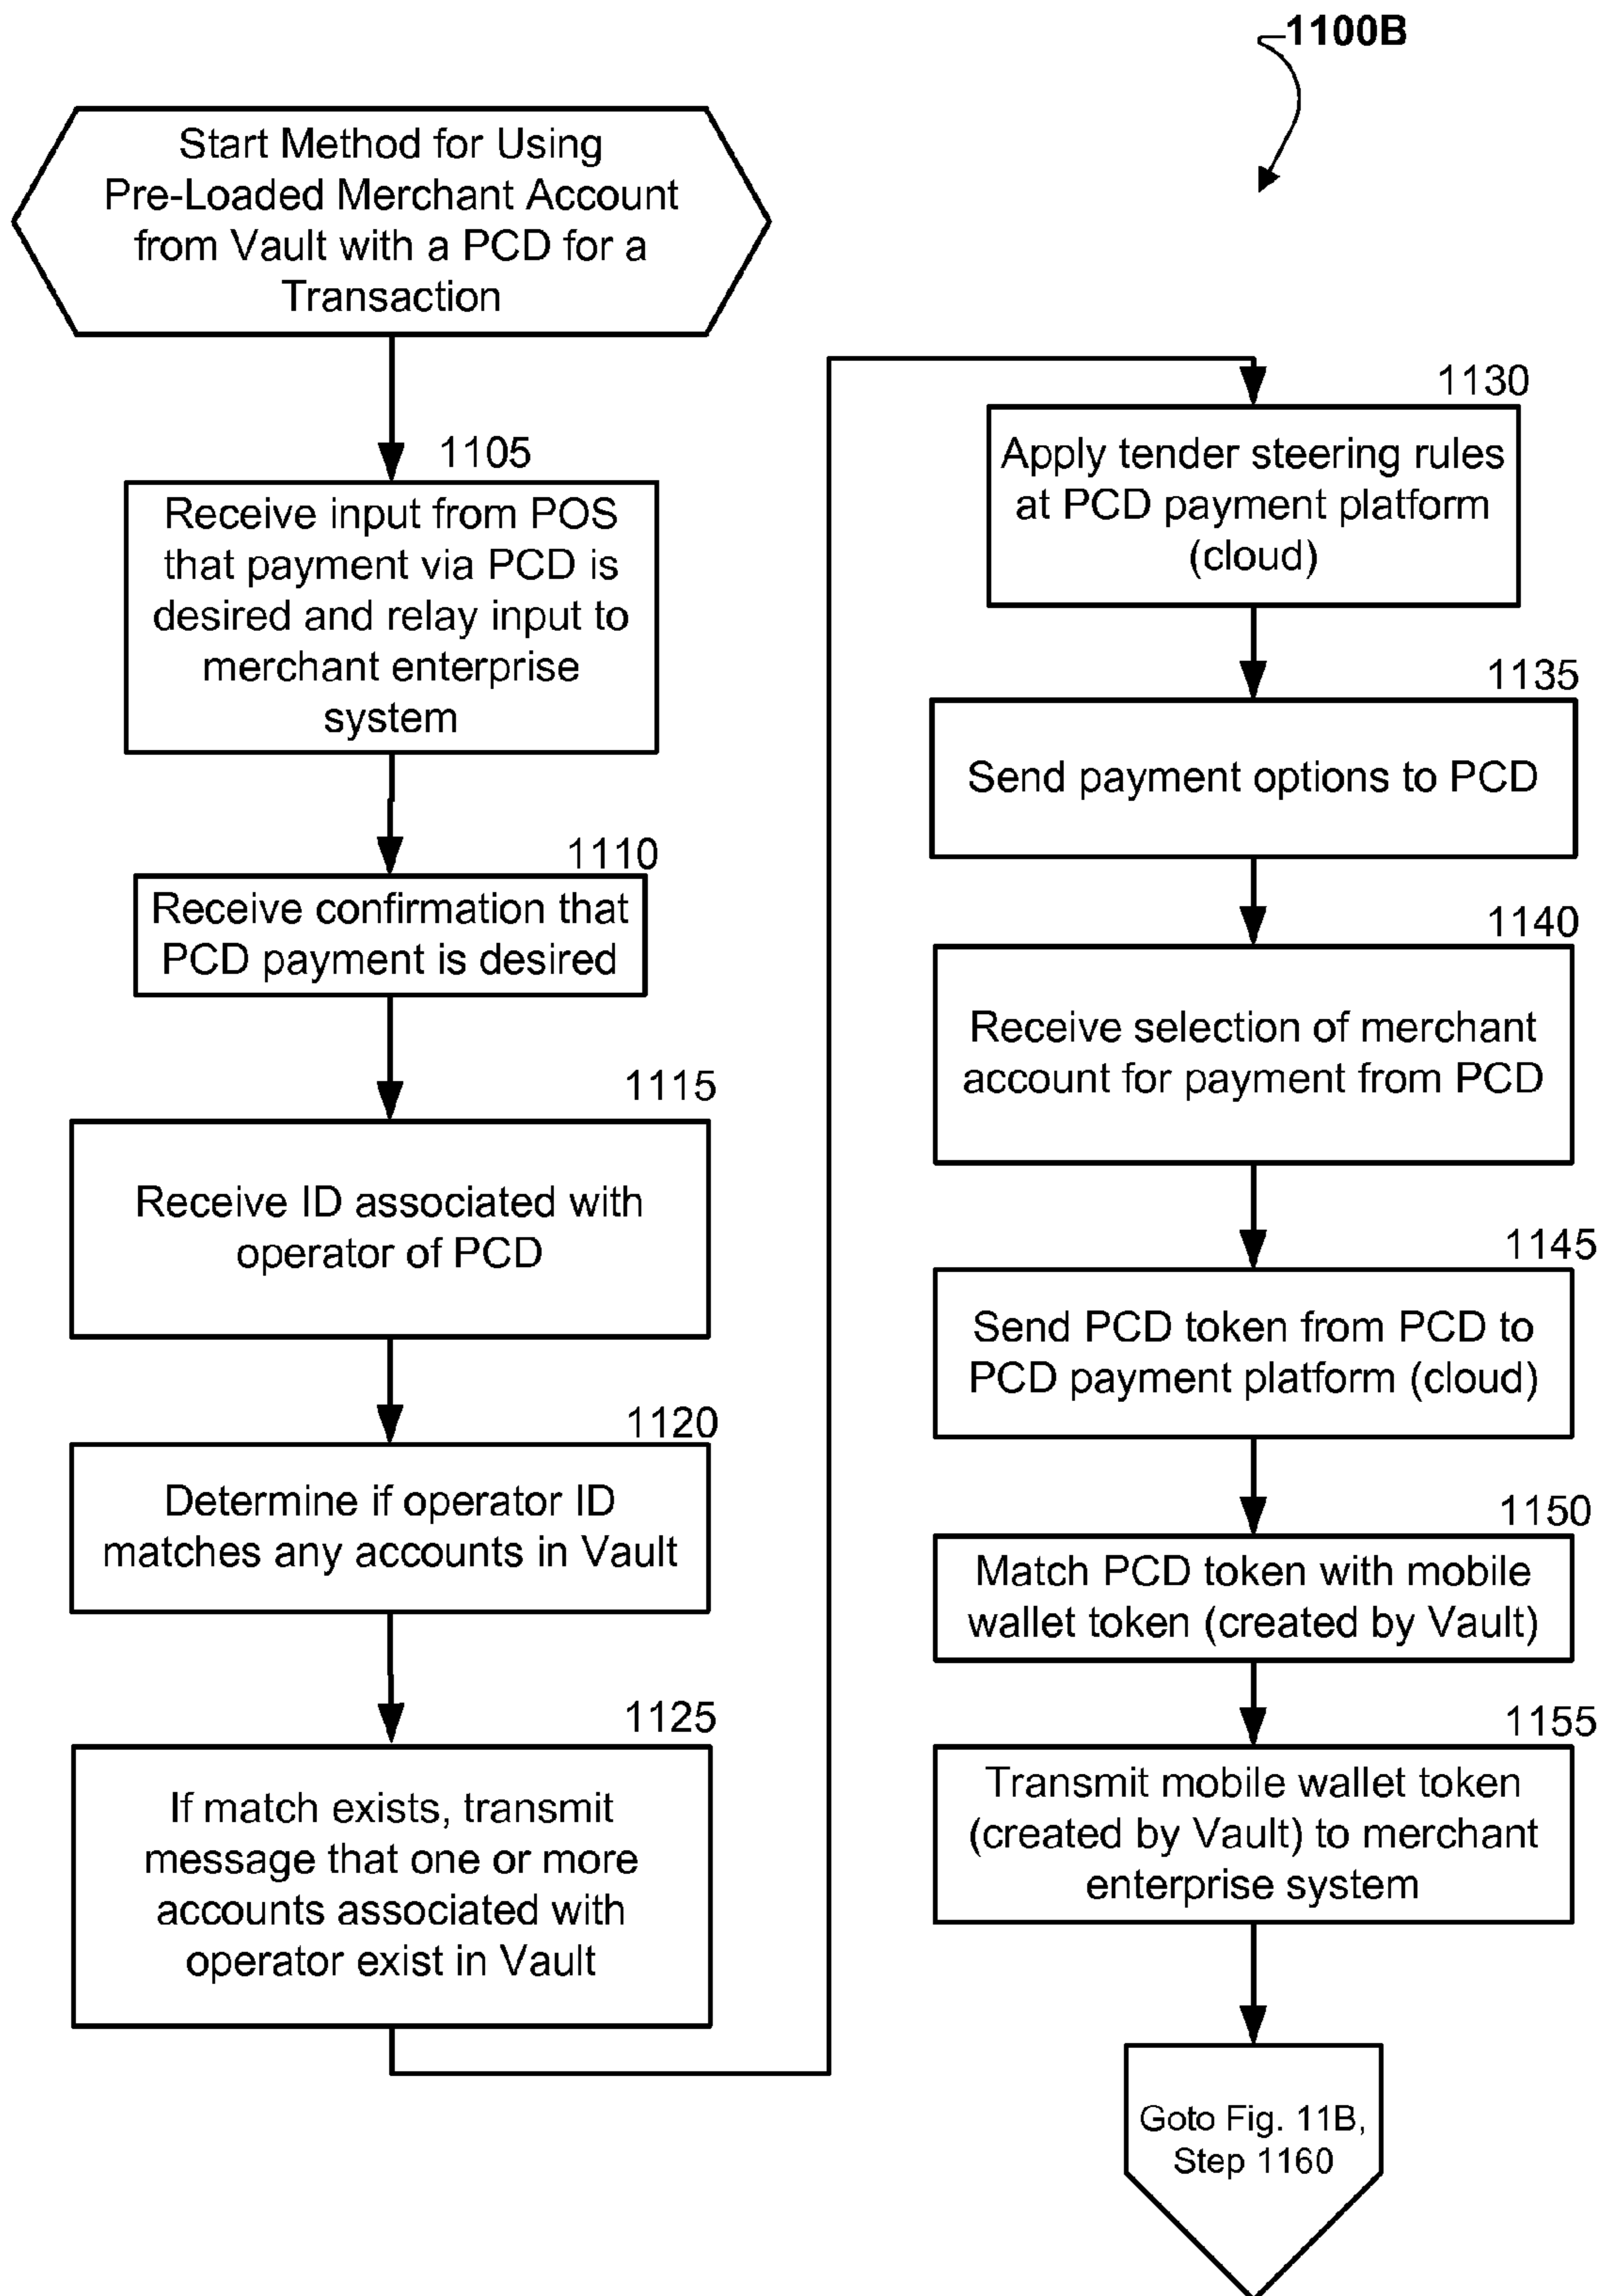 1100B
Start Method for Using
Pre-Loaded Merchant Account
from Vault with a PCD for a
Transaction
1105
Receive input from POS
that payment via PCD is
desired and relay input to
merchant enterprise
system
1110
Receive confirmation that
PCD payment is desired
1115
Receive ID associated with
operator of PCD
1120
Determine if operator ID
matches any accounts in Vault
1125
If match exists, transmit
message that one or more
accounts associated with
operator exist in Vault
1130
Apply tender steering rules
at PCD payment platform
(cloud)
1135
Send payment options to PCD
1140
Receive selection of merchant
account for payment from PCD
1145
Send PCD token from PCD to
PCD payment platform (cloud)
1150
Match PCD token with mobile
wallet token (created by Vault)
1155
Transmit mobile wallet token
(created by Vault) to merchant
enterprise system
Goto Fig. 11B,
Step 1160